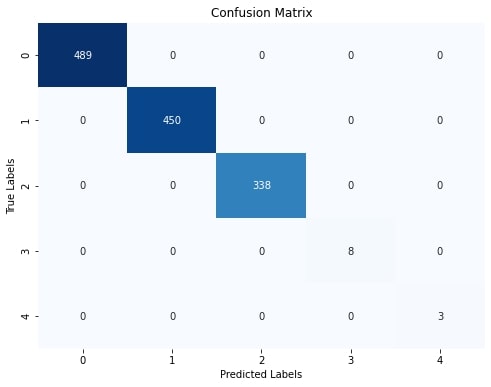 Confusion Matrix
True Labels
0 489 0 0 0 0
1 0 450 0 0 0
2 0 0 338 0 0
3 0 0 0 8 0
4 0 0 0 0 3
0 1 2 3 4
Predicted Labels